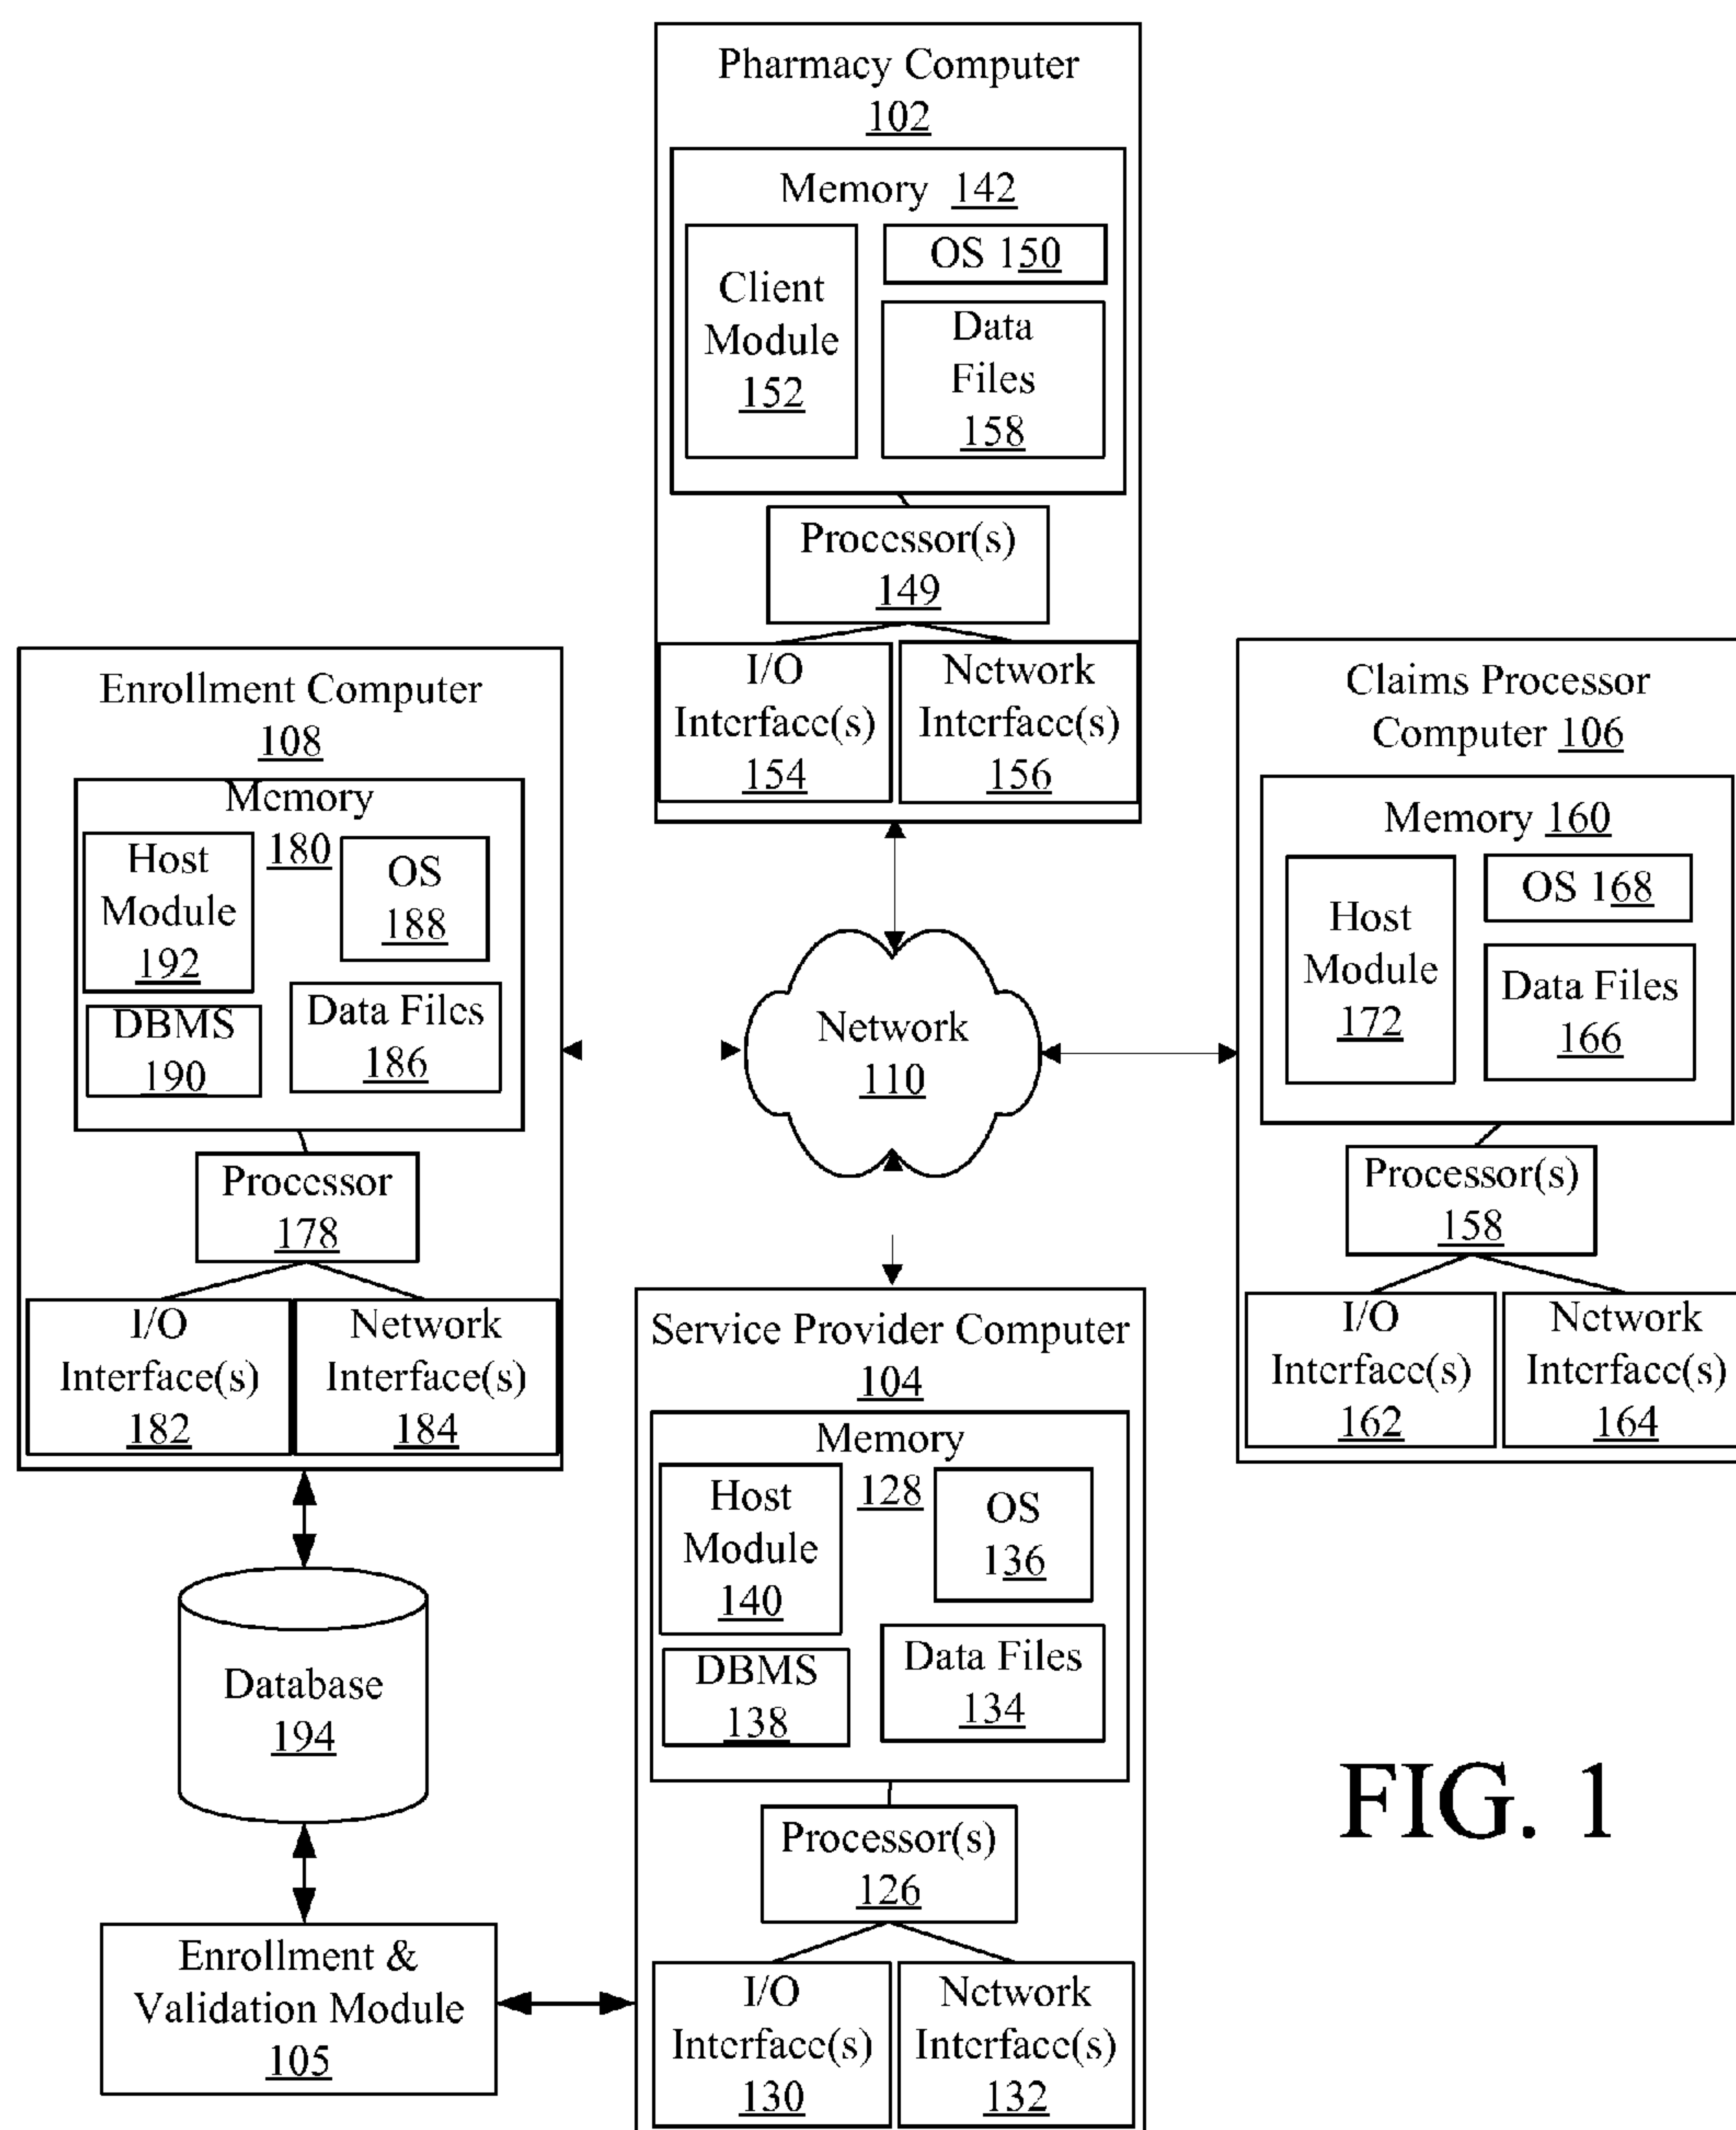 Pharmacy Computer
102
Memory 142
Client
Module
152
OS 150
Data
Files
158
Processor(s)
149
I/O
Interface(s)
154
Network
Interface(s)
156
Enrollment Computer
108
Memory
180
Host
Module
192
OS
188
DBMS
190
Data Files
186
Processor
178
I/O
Interface(s)
182
Network
Interface(s)
184
Network
110
Claims Processor
Computer 106
Memory 160
Host
Module
172
OS 168
Data Files
166
Processor(s)
158
I/O
Interface(s)
162
Network
Interface(s)
164
Service Provider Computer
104
Memory
128
Host
Module
140
OS
136
DBMS
138
Data Files
134
Processor(s)
126
I/O
Interface(s)
130
Network
Interface(s)
132
Database
194
Enrollment &
Validation Module
105
FIG. 1